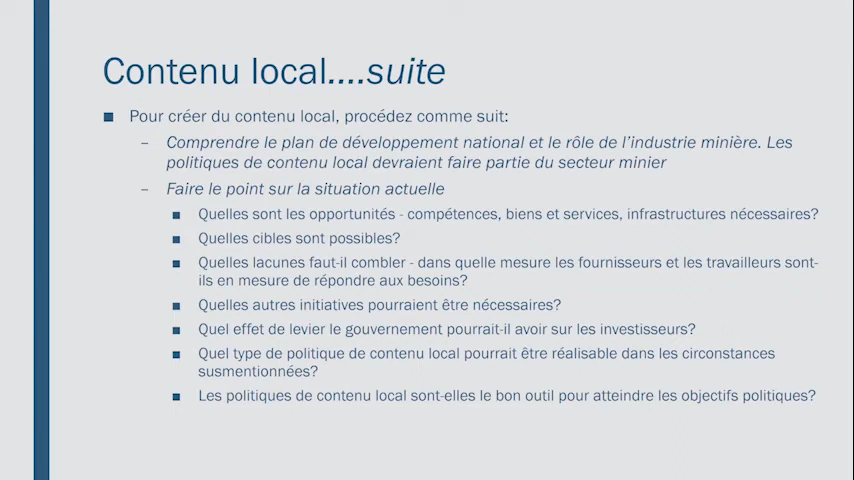 Contenu local....suite
■ Pour créer du contenu local, procédez comme suit:
– Comprendre le plan de développement national et le rôle de l'industrie minière. Les
politiques de contenu local devraient faire partie du secteur minier
– Faire le point sur la situation actuelle
■ Quelles sont les opportunités - compétences, biens et services, infrastructures nécessaires?
■ Quelles cibles sont possibles?
■ Quelles lacunes faut-il combler - dans quelle mesure les fournisseurs et les travailleurs sont-
ils en mesure de répondre aux besoins?
■ Quelles autres initiatives pourraient être nécessaires?
■ Quel effet de levier le gouvernement pourrait-il avoir sur les investisseurs?
■ Quel type de politique de contenu local pourrait être réalisable dans les circonstances
susmentionnées?
■ Les politiques de contenu local sont-elles le bon outil pour atteindre les objectifs politiques?